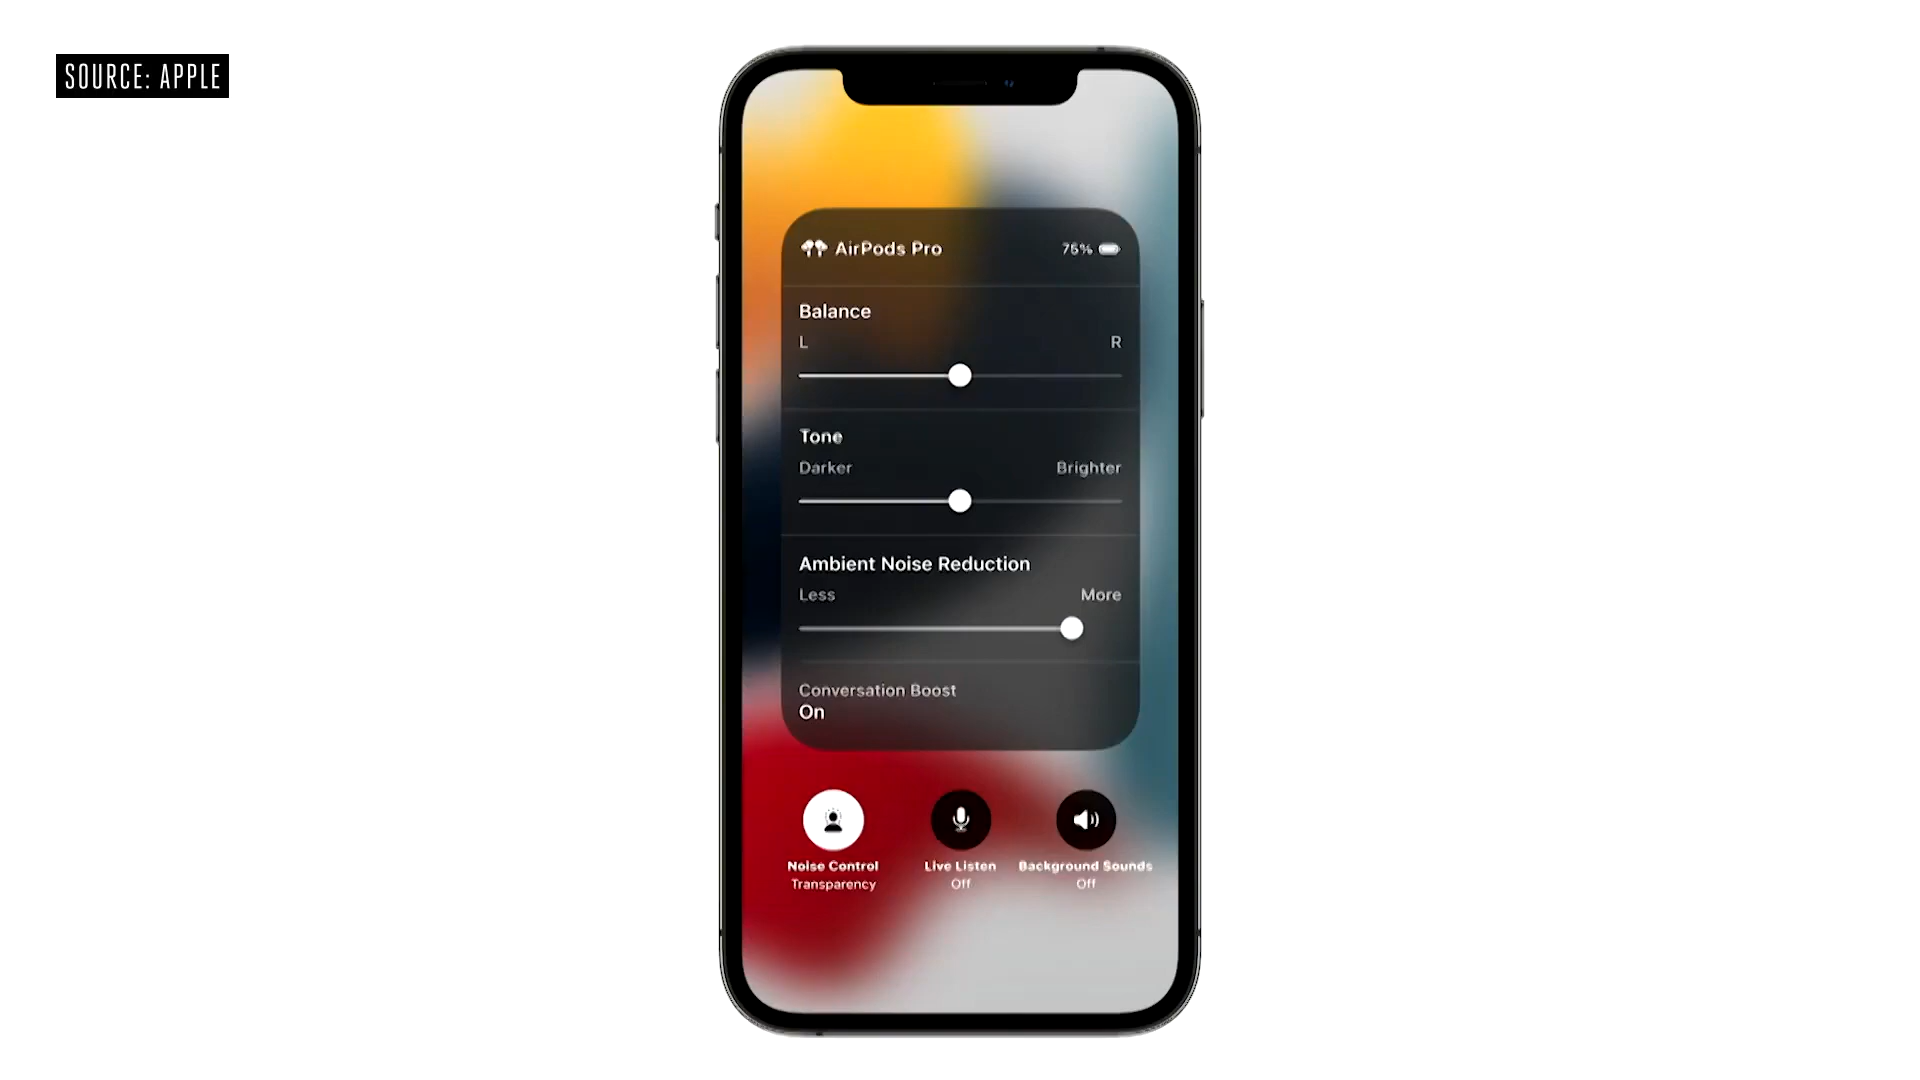 SOURCE: APPLE
AirPods Pro 75%
Balance
L R
Tone
Darker Brighter
Ambient Noise Reduction
Less More
Conversation Boost
On
Noise Control Live Listen Background Sounds
Transparency Off Off